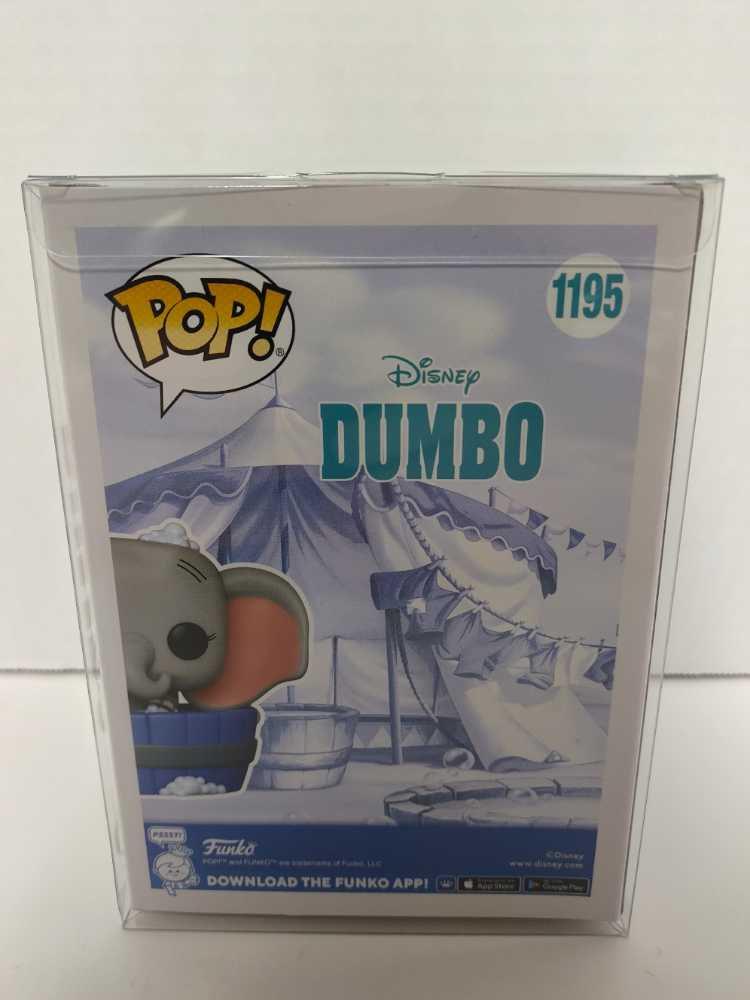 POP!®
1195
Disney
DUMBO
PSSST!
Funko
POP!™ and FUNKO™ are trademarks of Funko, LLC
©Disney
www.disney.com
DOWNLOAD THE FUNKO APP!
App Store
Google Play